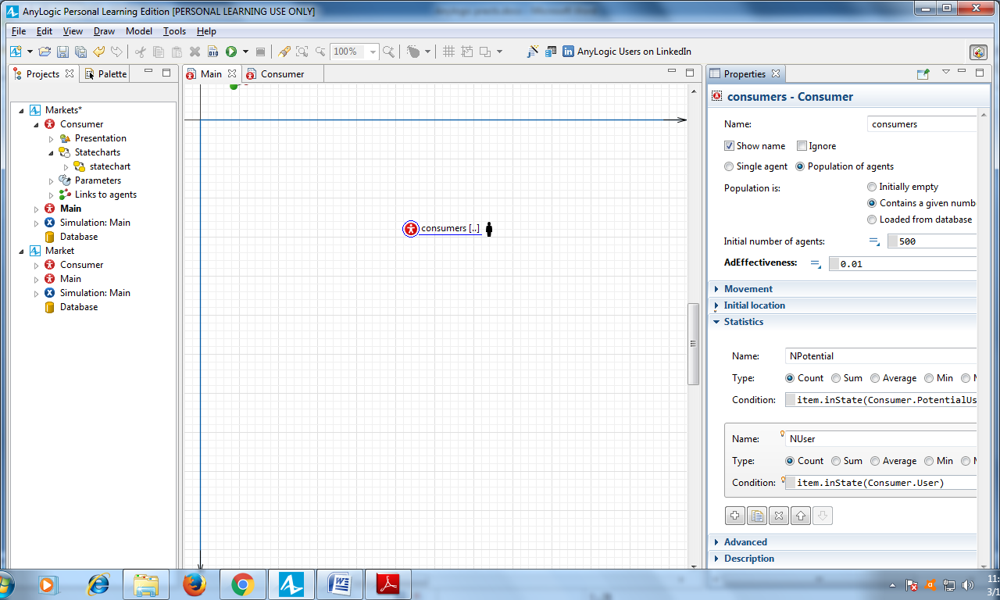 AnyLogic Personal Learning Edition [PERSONAL LEARNING USE ONLY]
File Edit View Draw Model Tools Help
100% AnyLogic Users on LinkedIn
Projects Palette
Markets*
Consumer
Presentation
Statecharts
statechart
Parameters
Links to agents
Main
Simulation: Main
Database
Market
Consumer
Main
Simulation: Main
Database
Main Consumer
consumers [..]
Properties
consumers - Consumer
Name: consumers
Show name Ignore
Single agent Population of agents
Population is: Initially empty
Contains a given numb
Loaded from database
Initial number of agents: 500
AdEffectiveness: 0.01
Movement
Initial location
Statistics
Name: NPotential
Type: Count Sum Average Min
Condition: item.inState(Consumer.PotentialUs
Name: NUser
Type: Count Sum Average Min
Condition: item.inState(Consumer.User)
Advanced
Description
11:
3/1